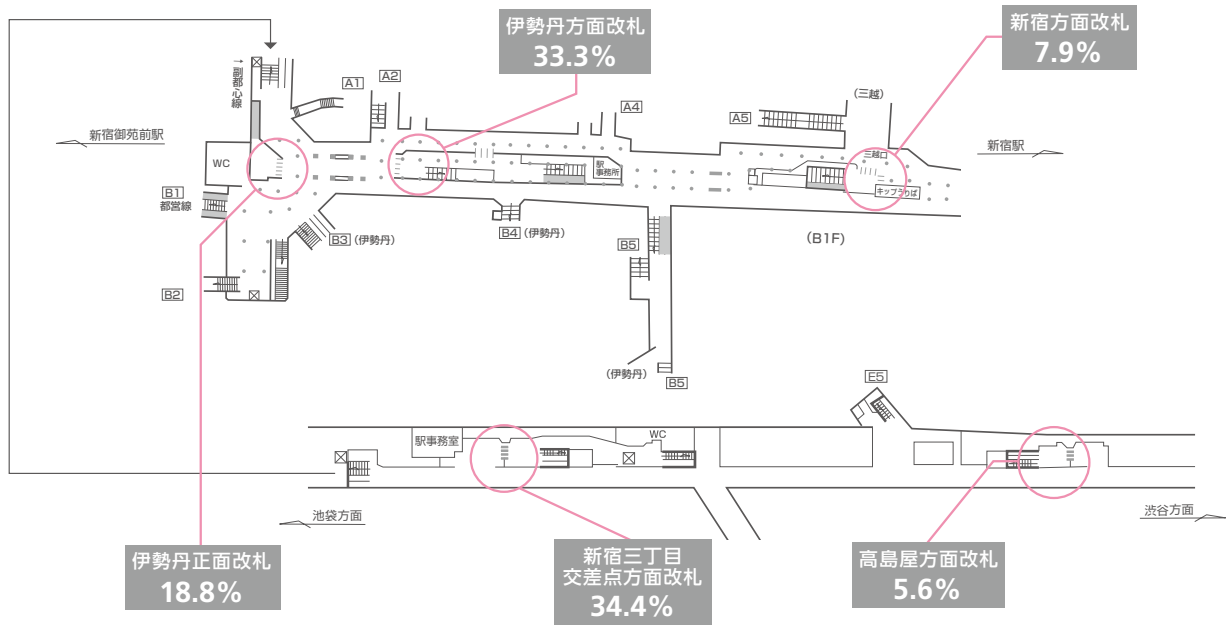 伊勢丹方面改札
33.3%
新宿方面改札
7.9%
↑副都心線
A1
A2
A4
A5
(三越)
新宿御苑前駅
新宿駅
WC
駅
事務所
三越口
キップうりば
B1
都営線
B3 (伊勢丹)
B4 (伊勢丹)
B5
(B1F)
B2
(伊勢丹)
B5
E5
駅事務室
WC
池袋方面
渋谷方面
伊勢丹正面改札
18.8%
新宿三丁目
交差点方面改札
34.4%
高島屋方面改札
5.6%